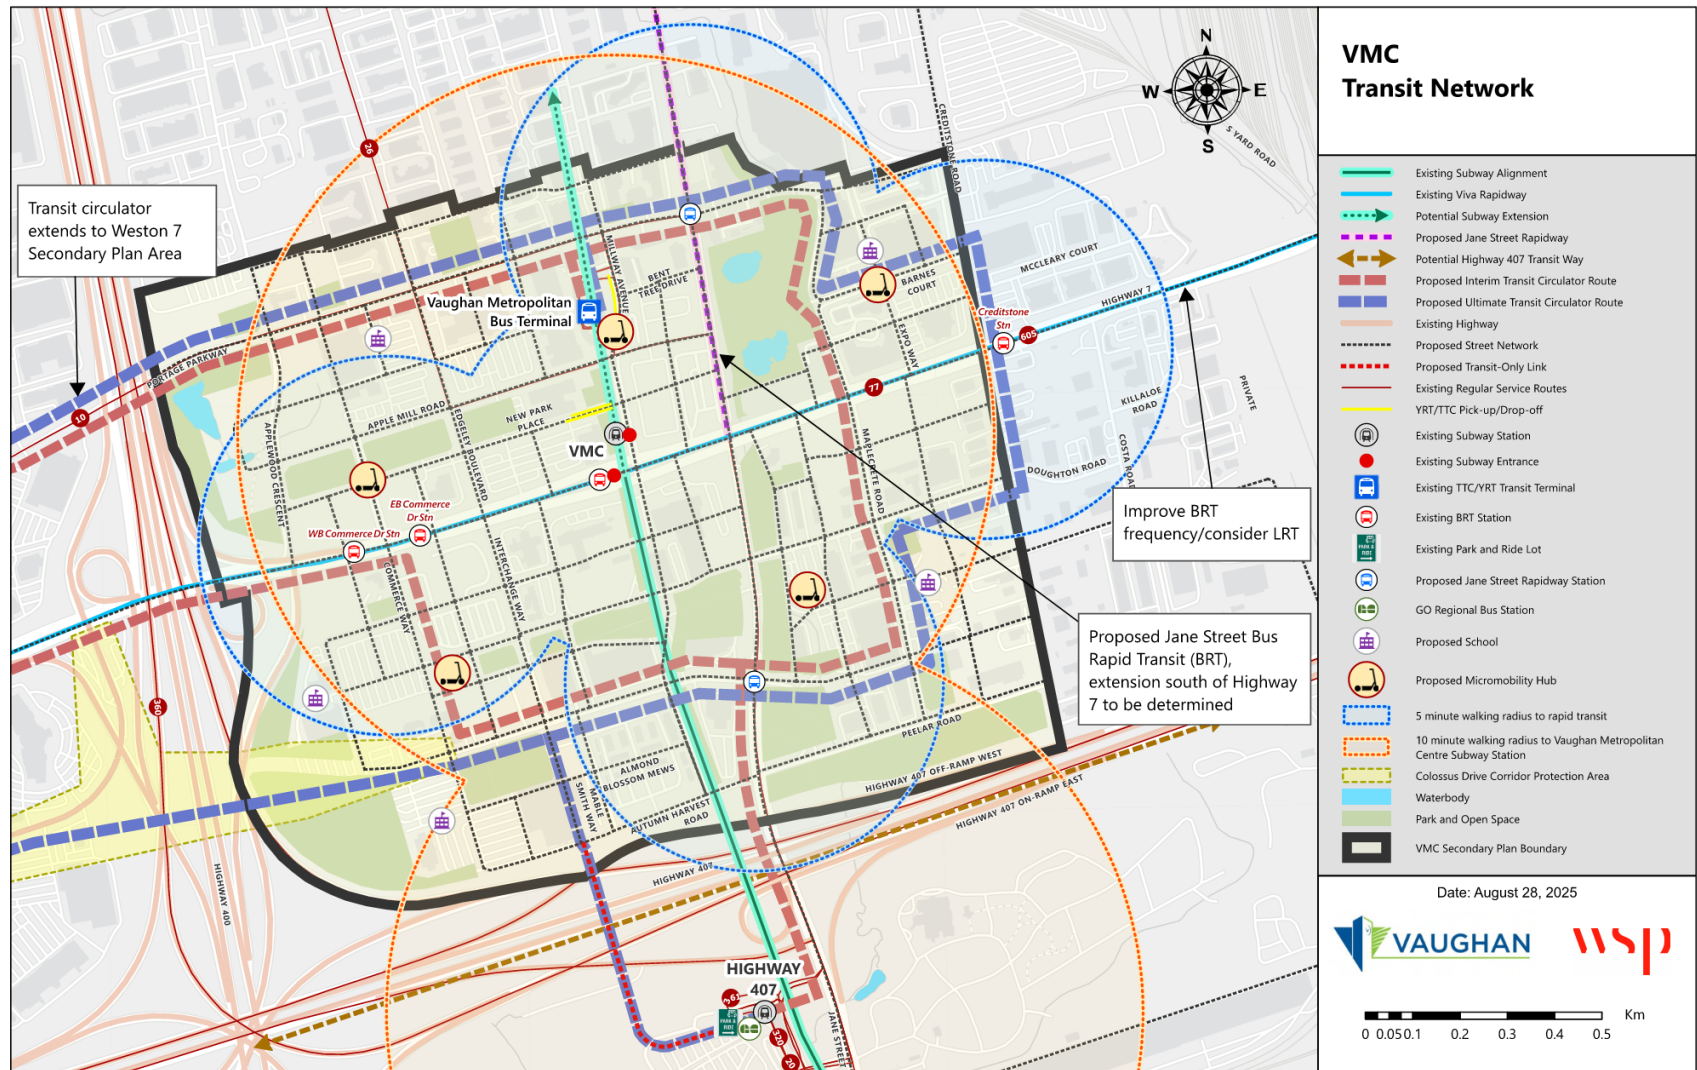 VMC
Transit Network
N
W
E
S
Existing Subway Alignment
Existing Viva Rapidway
Potential Subway Extension
Proposed Jane Street Rapidway
Potential Highway 407 Transit Way
Proposed Interim Transit Circulator Route
Proposed Ultimate Transit Circulator Route
Existing Highway
Proposed Street Network
Proposed Transit-Only Link
Existing Regular Service Routes
YRT/TTC Pick-up/Drop-off
Existing Subway Station
Existing Subway Entrance
Existing TTC/YRT Transit Terminal
Existing BRT Station
PARK &
RIDE
Existing Park and Ride Lot
Proposed Jane Street Rapidway Station
GO Regional Bus Station
Proposed School
Proposed Micromobility Hub
5 minute walking radius to rapid transit
10 minute walking radius to Vaughan Metropolitan
Centre Subway Station
Colossus Drive Corridor Protection Area
Waterbody
Park and Open Space
VMC Secondary Plan Boundary
Date: August 28, 2025
VAUGHAN
wsp
Km
0 0.05 0.1 0.2 0.3 0.4 0.5
Transit circulator
extends to Weston 7
Secondary Plan Area
Improve BRT
frequency/consider LRT
Proposed Jane Street Bus
Rapid Transit (BRT),
extension south of Highway
7 to be determined
26
CREDITSTONE ROAD
S YARD ROAD
MILLWAY AVENUE
BENT
TREE DRIVE
BARNES
COURT
MCCLEARY COURT
HIGHWAY 7
Vaughan Metropolitan
Bus Terminal
Creditstone
Stn
605
EXPO WAY
PORTAGE PARKWAY
10
77
PRIVATE
KILLALOE
ROAD
COSTA ROAD
APPLE MILL ROAD
NEW PARK
PLACE
EDGELEY BOULEVARD
APPLEWOOD CRESCENT
VMC
MAPLECRETE ROAD
DOUGHTON ROAD
EB Commerce
Dr Stn
WB Commerce Dr Stn
COMMERCE WAY
INTERCHANGE WAY
360
PEELAR ROAD
ALMOND
BLOSSOM MEWS
MABLE
SMITH WAY
AUTUMN HARVEST
ROAD
HIGHWAY 407 OFF-RAMP WEST
HIGHWAY 407 ON-RAMP EAST
HIGHWAY 407
HIGHWAY 400
HIGHWAY
407
361
PARK &
RIDE
320
20
JANE STREET